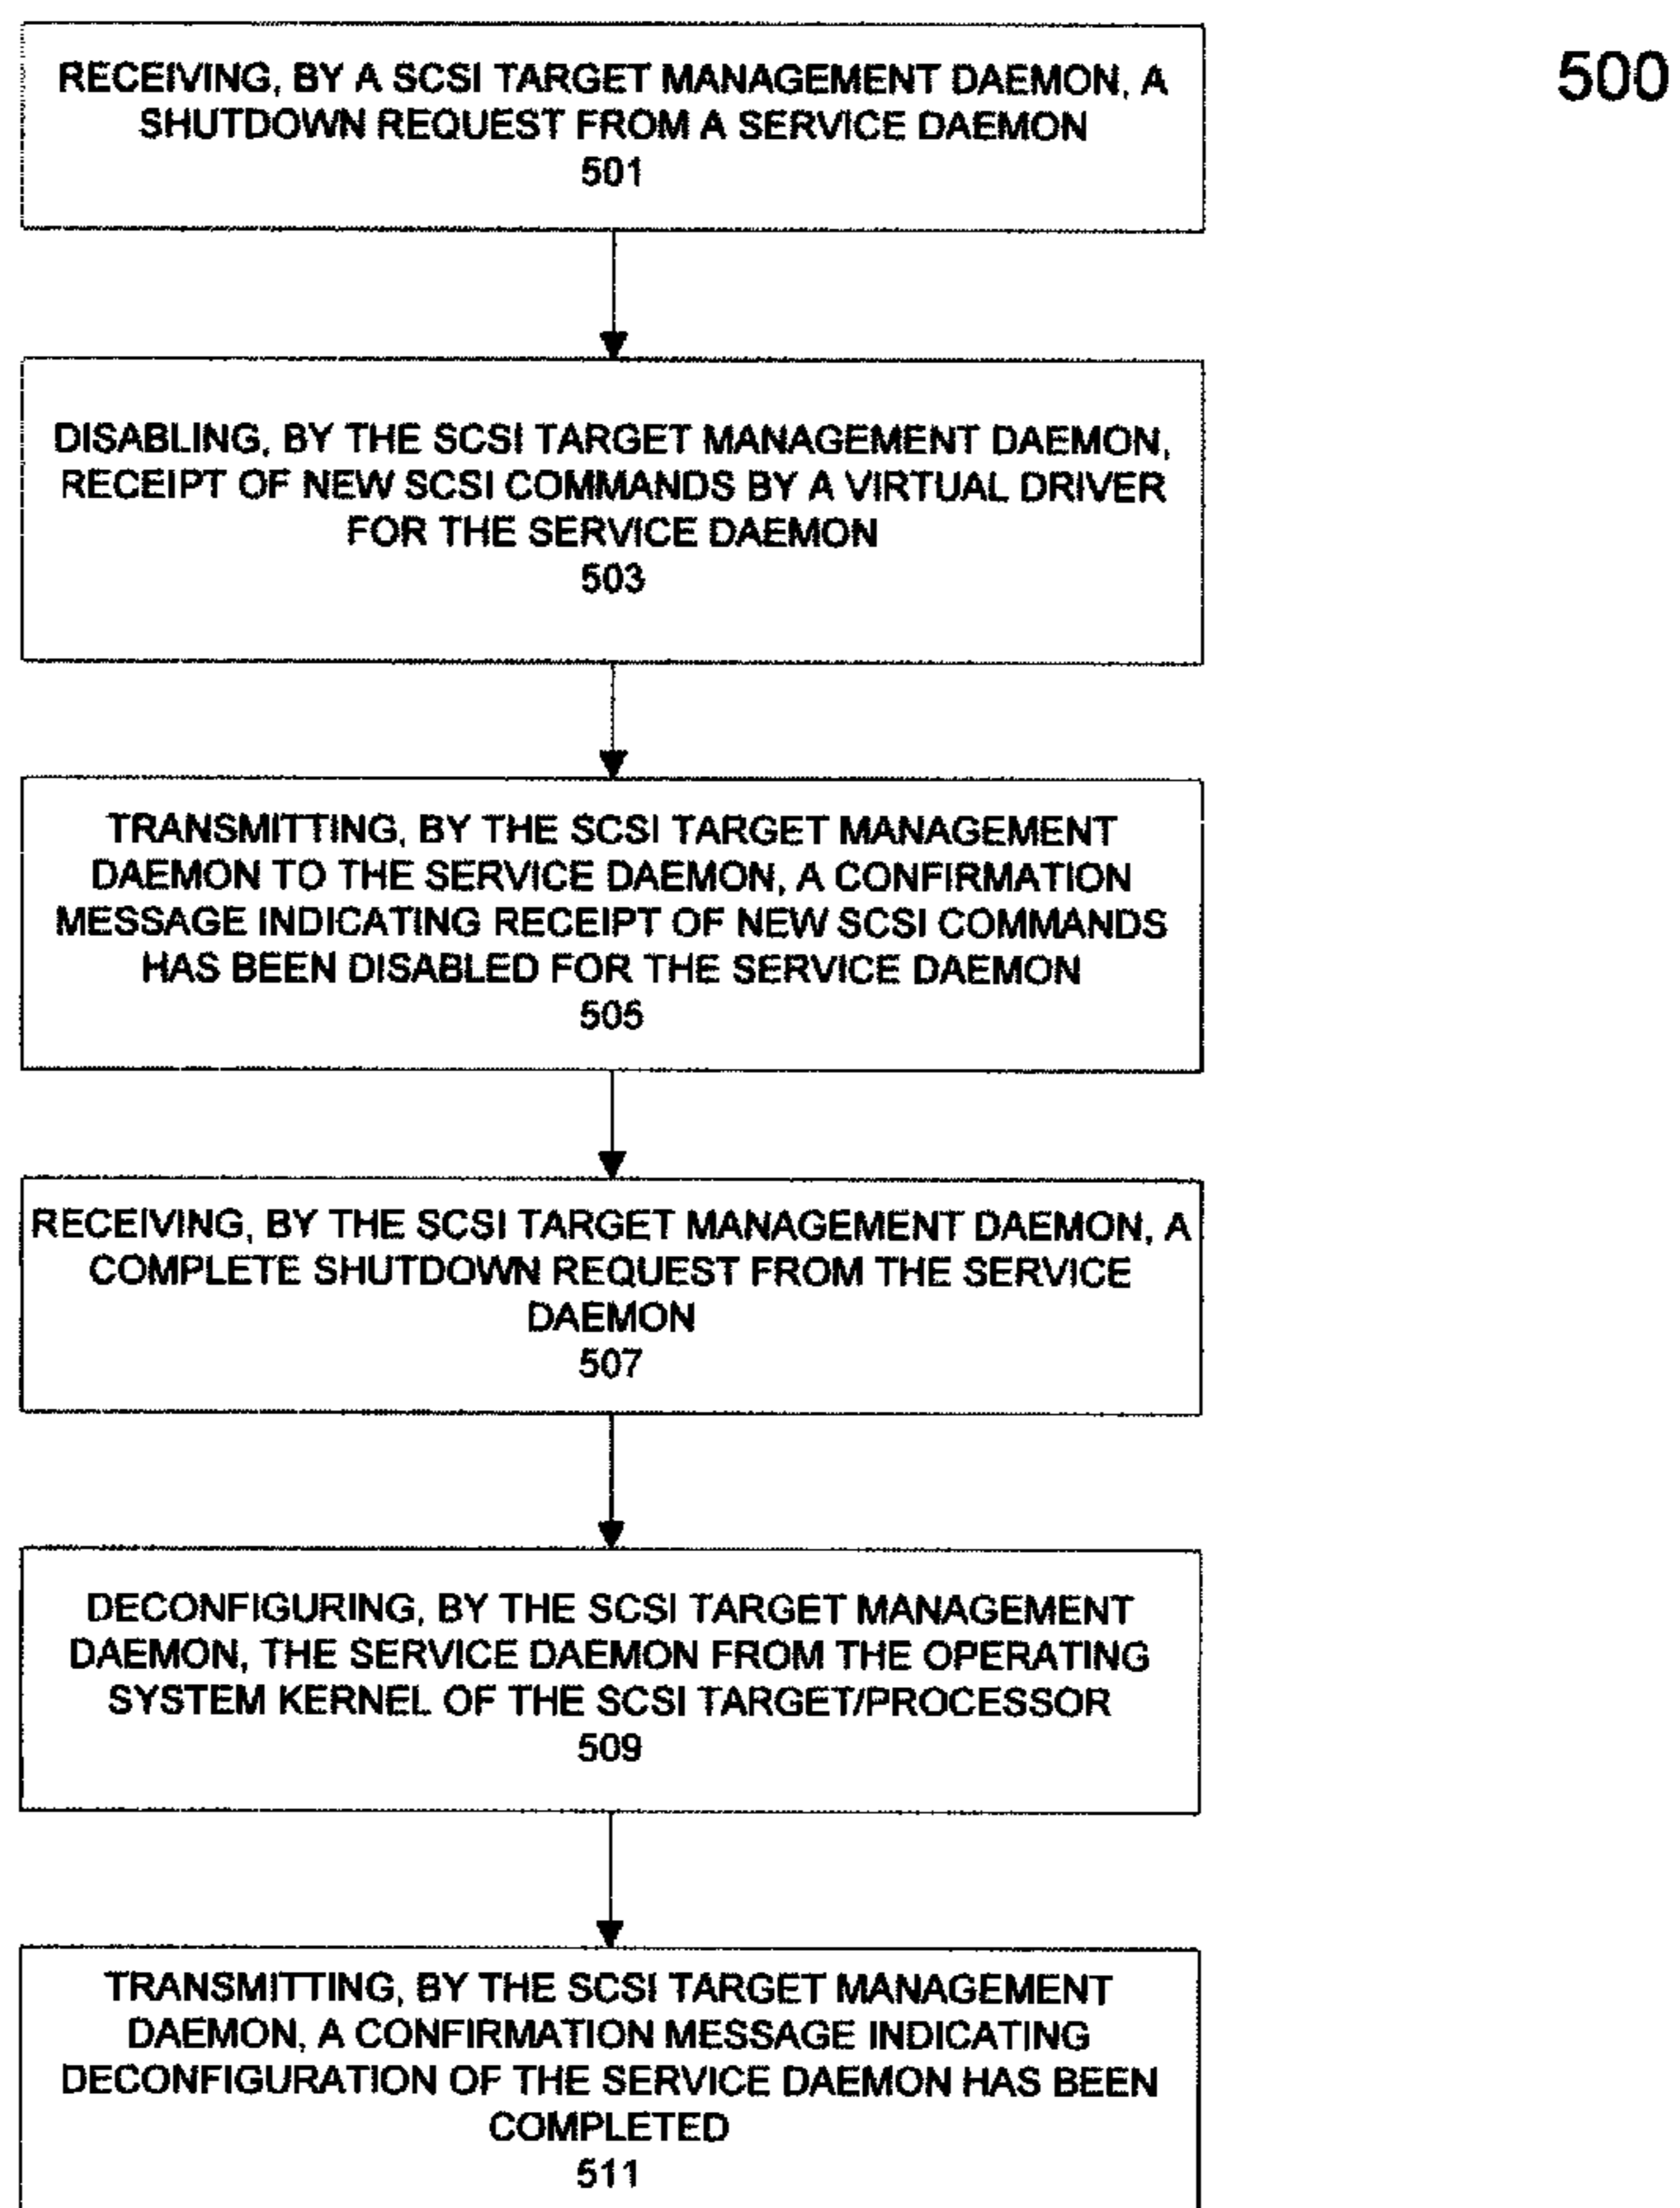 500
RECEIVING, BY A SCSI TARGET MANAGEMENT DAEMON, A
SHUTDOWN REQUEST FROM A SERVICE DAEMON
501
DISABLING, BY THE SCSI TARGET MANAGEMENT DAEMON,
RECEIPT OF NEW SCSI COMMANDS BY A VIRTUAL DRIVER
FOR THE SERVICE DAEMON
503
TRANSMITTING, BY THE SCSI TARGET MANAGEMENT
DAEMON TO THE SERVICE DAEMON, A CONFIRMATION
MESSAGE INDICATING RECEIPT OF NEW SCSI COMMANDS
HAS BEEN DISABLED FOR THE SERVICE DAEMON
505
RECEIVING, BY THE SCSI TARGET MANAGEMENT DAEMON, A
COMPLETE SHUTDOWN REQUEST FROM THE SERVICE
DAEMON
507
DECONFIGURING, BY THE SCSI TARGET MANAGEMENT
DAEMON, THE SERVICE DAEMON FROM THE OPERATING
SYSTEM KERNEL OF THE SCSI TARGET/PROCESSOR
509
TRANSMITTING, BY THE SCSI TARGET MANAGEMENT
DAEMON, A CONFIRMATION MESSAGE INDICATING
DECONFIGURATION OF THE SERVICE DAEMON HAS BEEN
COMPLETED
511